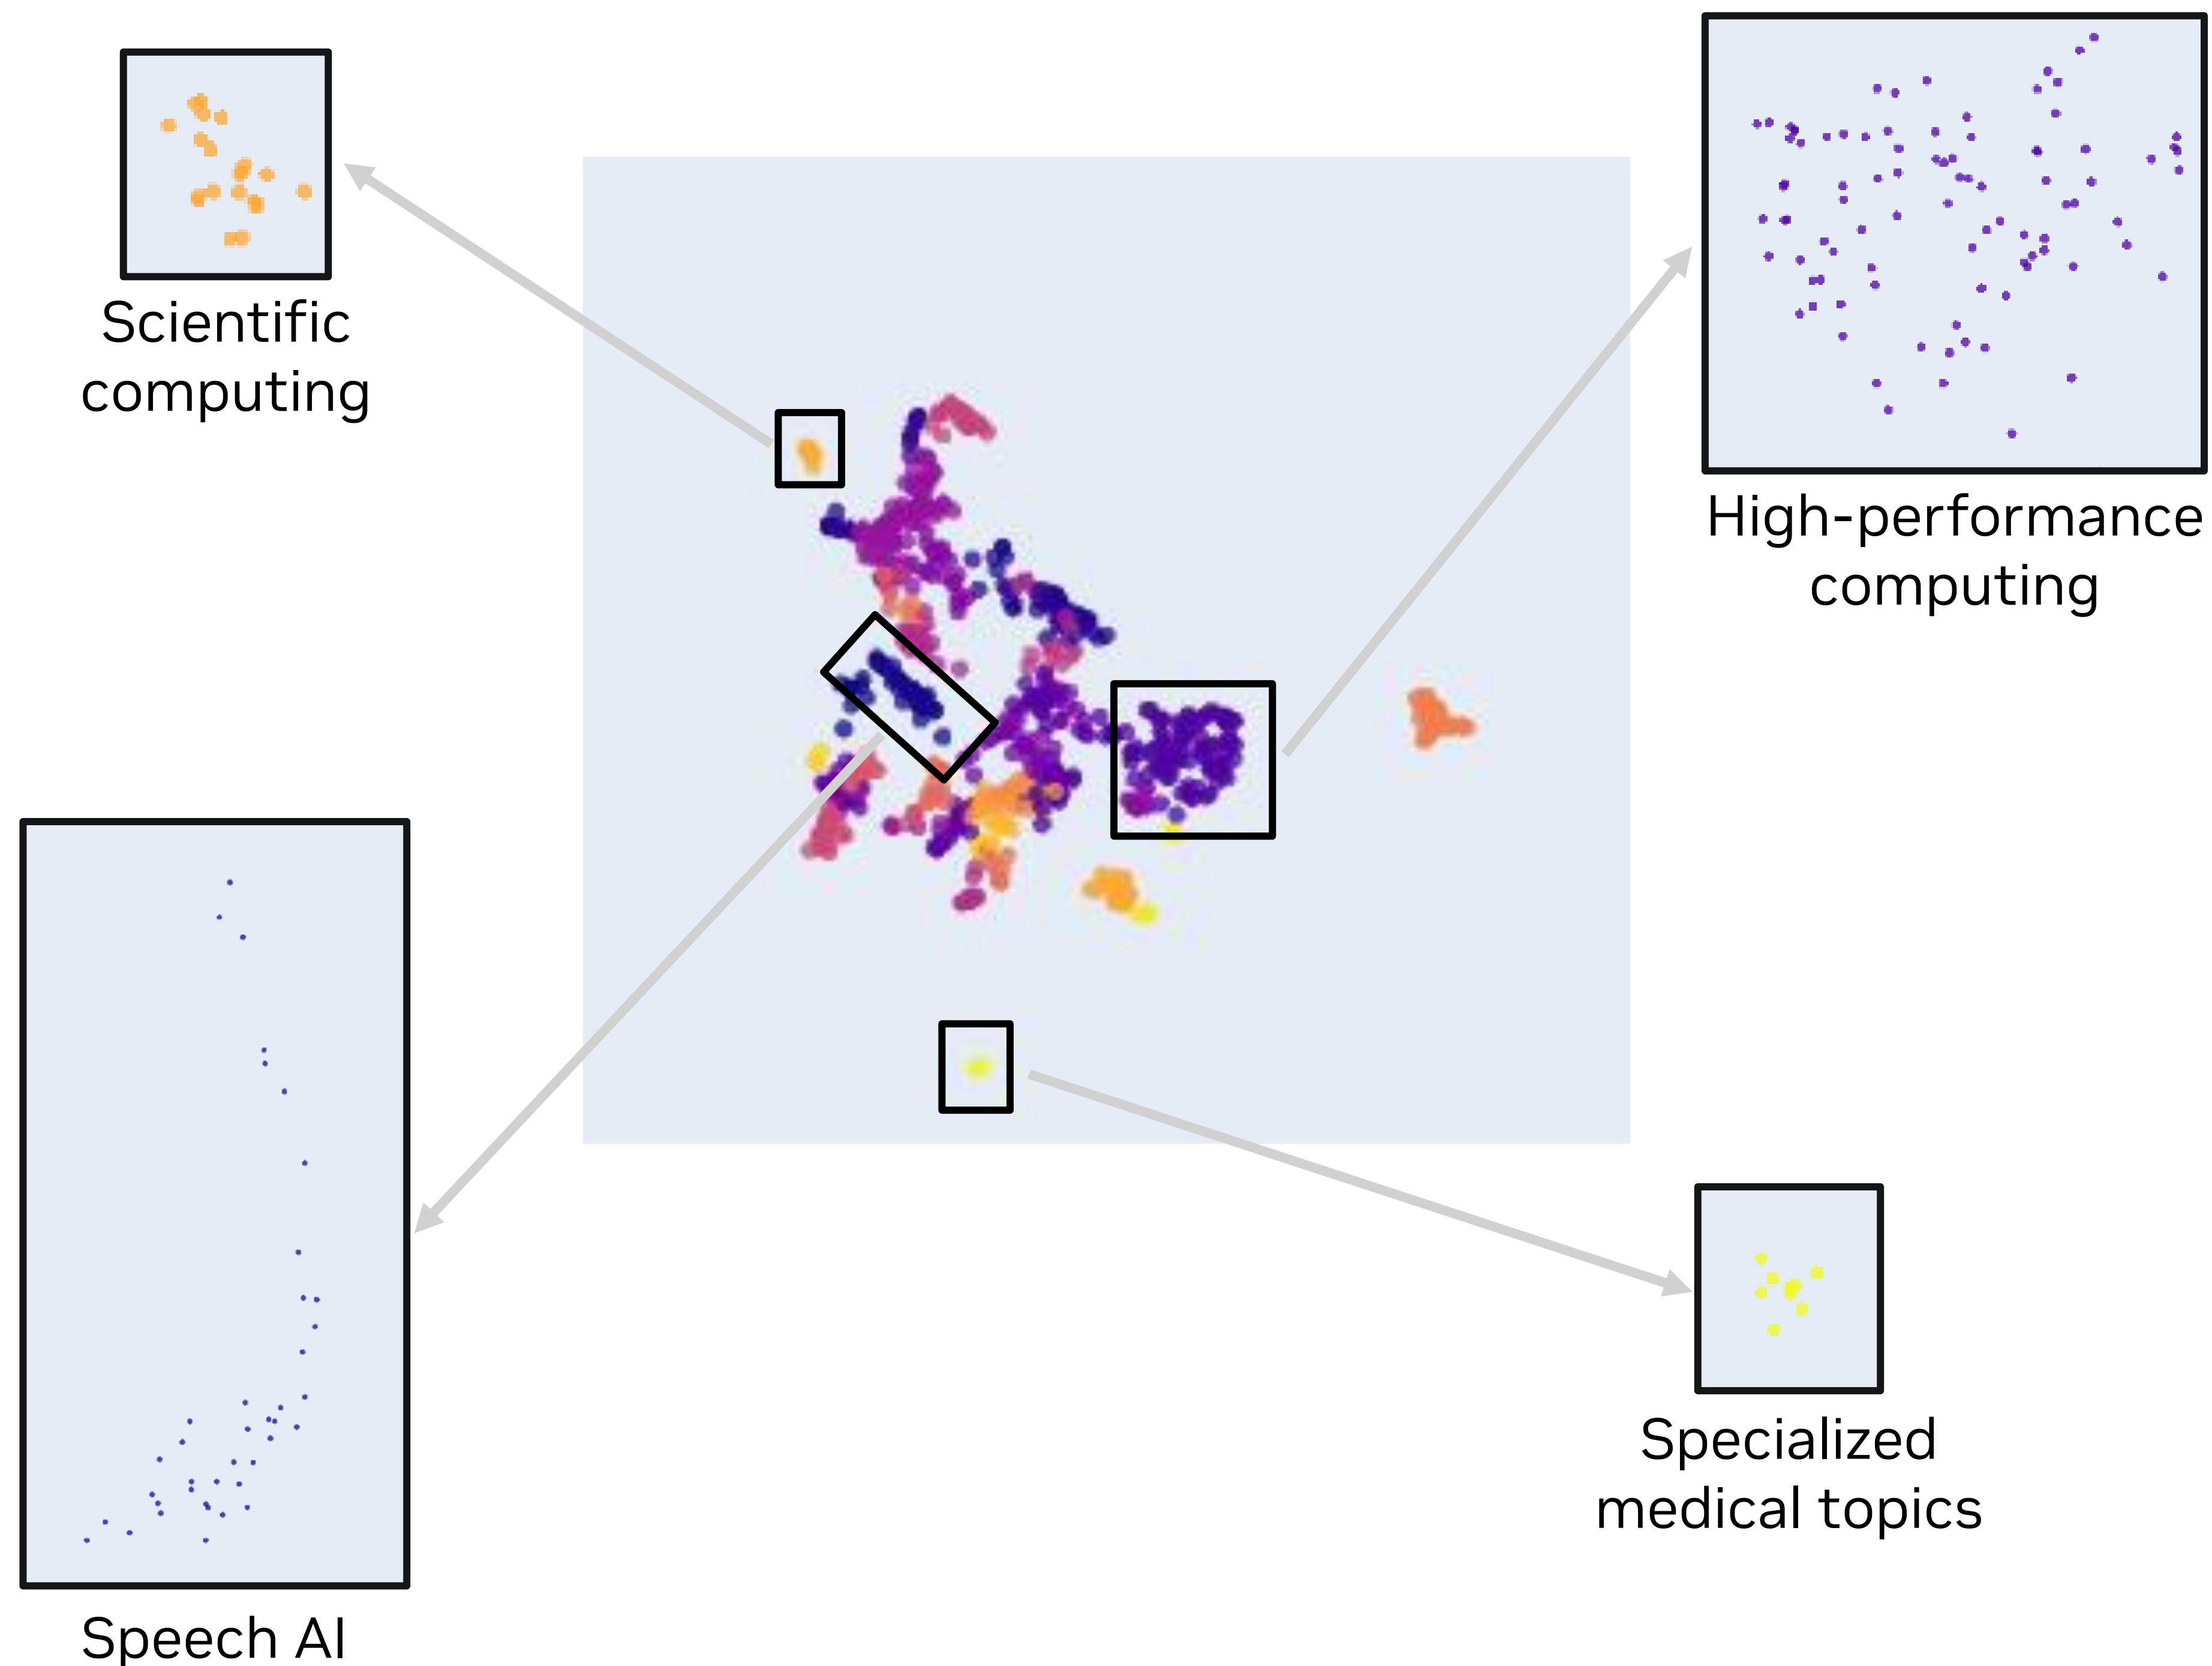 Scientific
computing
High-performance
computing
Speech AI
Specialized
medical topics